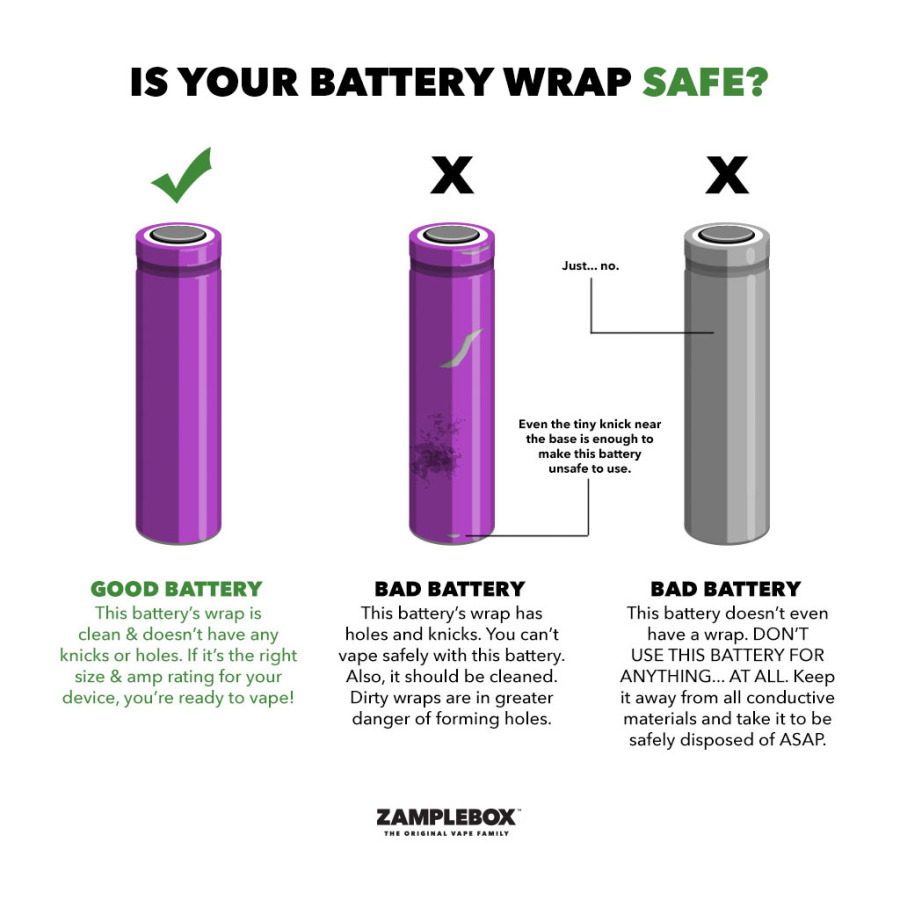 IS YOUR BATTERY WRAP SAFE?
X
X
Just... no.
Even the tiny knick near
the base is enough to
make this battery
unsafe to use.
GOOD BATTERY
This battery's wrap is
clean & doesn't have any
knicks or holes. If it's the right
size & amp rating for your
device, you're ready to vape!
BAD BATTERY
This battery's wrap has
holes and knicks. You can't
vape safely with this battery.
Also, it should be cleaned.
Dirty wraps are in greater
danger of forming holes.
BAD BATTERY
This battery doesn't even
have a wrap. DON'T
USE THIS BATTERY FOR
ANYTHING... AT ALL. Keep
it away from all conductive
materials and take it to be
safely disposed of ASAP.
ZAMPLEBOX™
THE ORIGINAL VAPE FAMILY